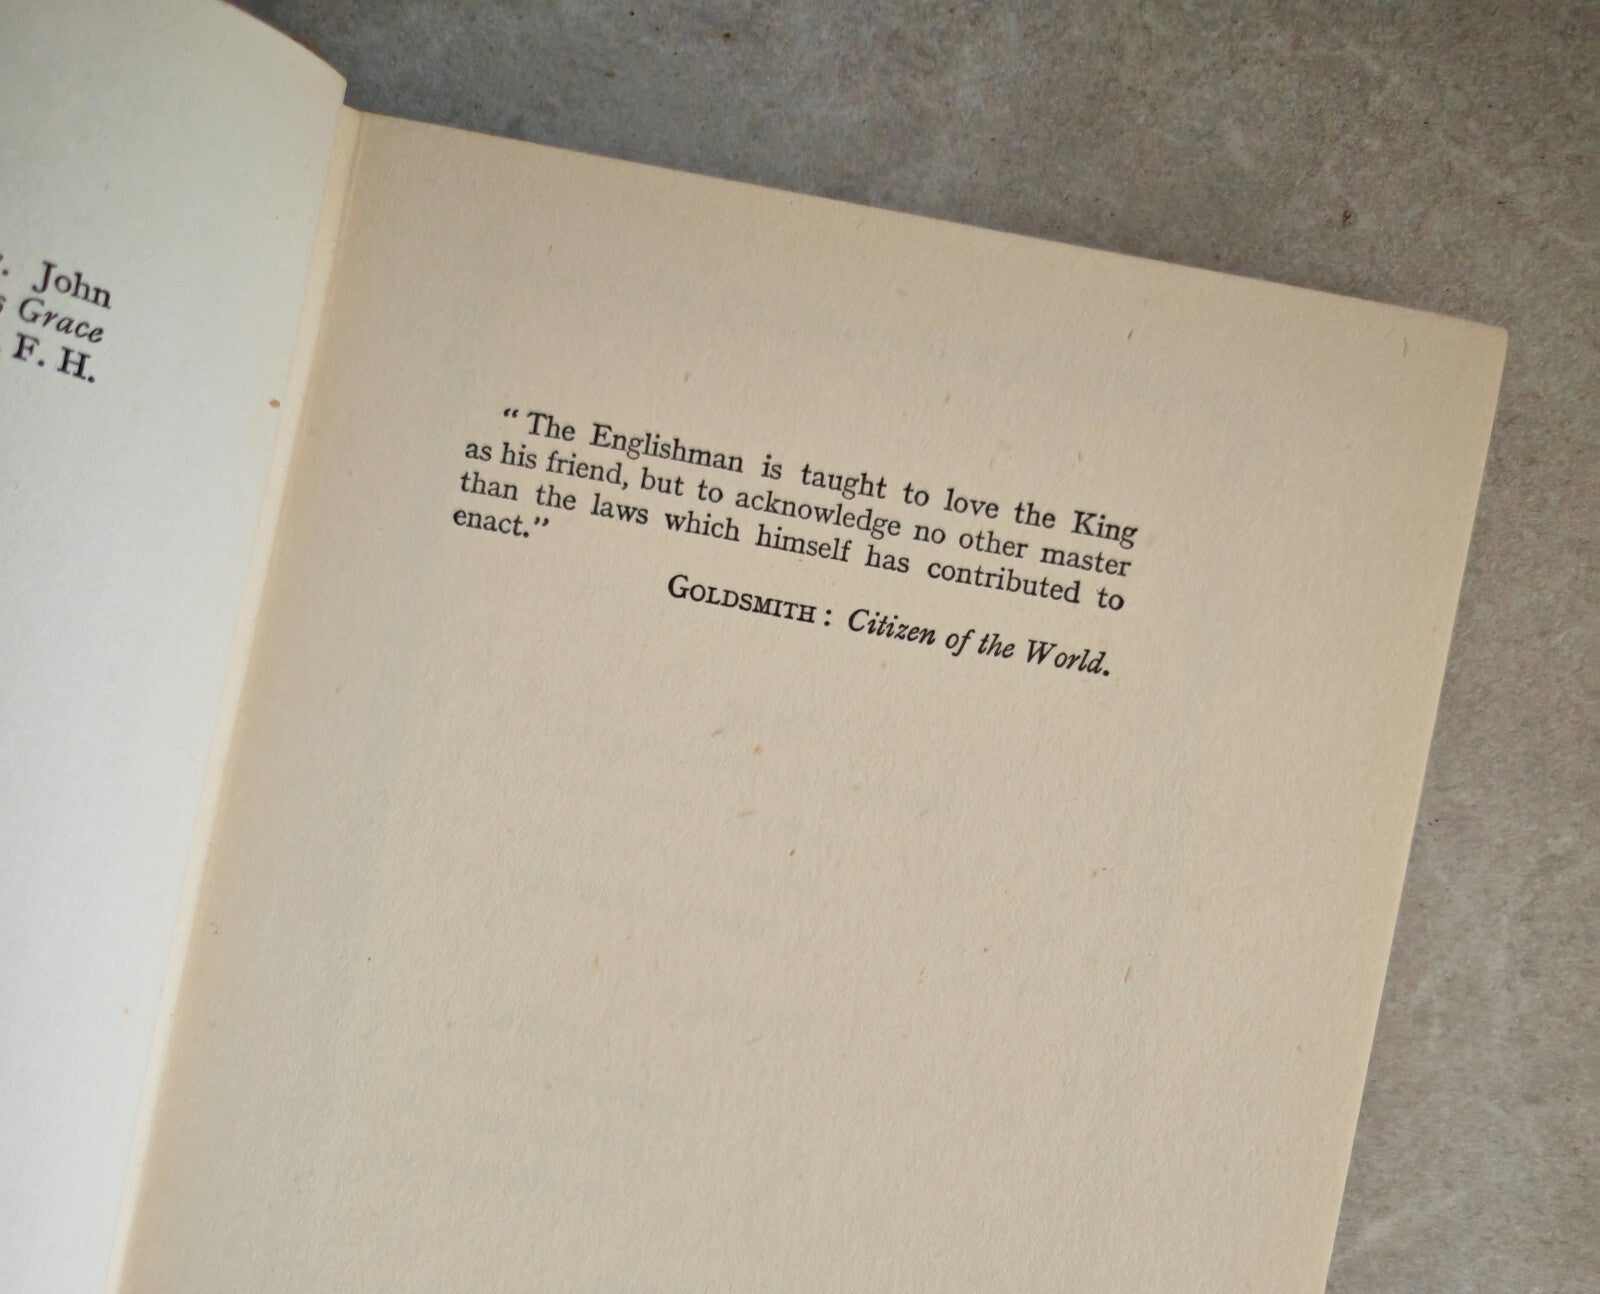 John
Grace
F. H.
"The Englishman is taught to love the King
as his friend, but to acknowledge no other master
than the laws which himself has contributed to
enact."
GOLDSMITH: Citizen of the World.